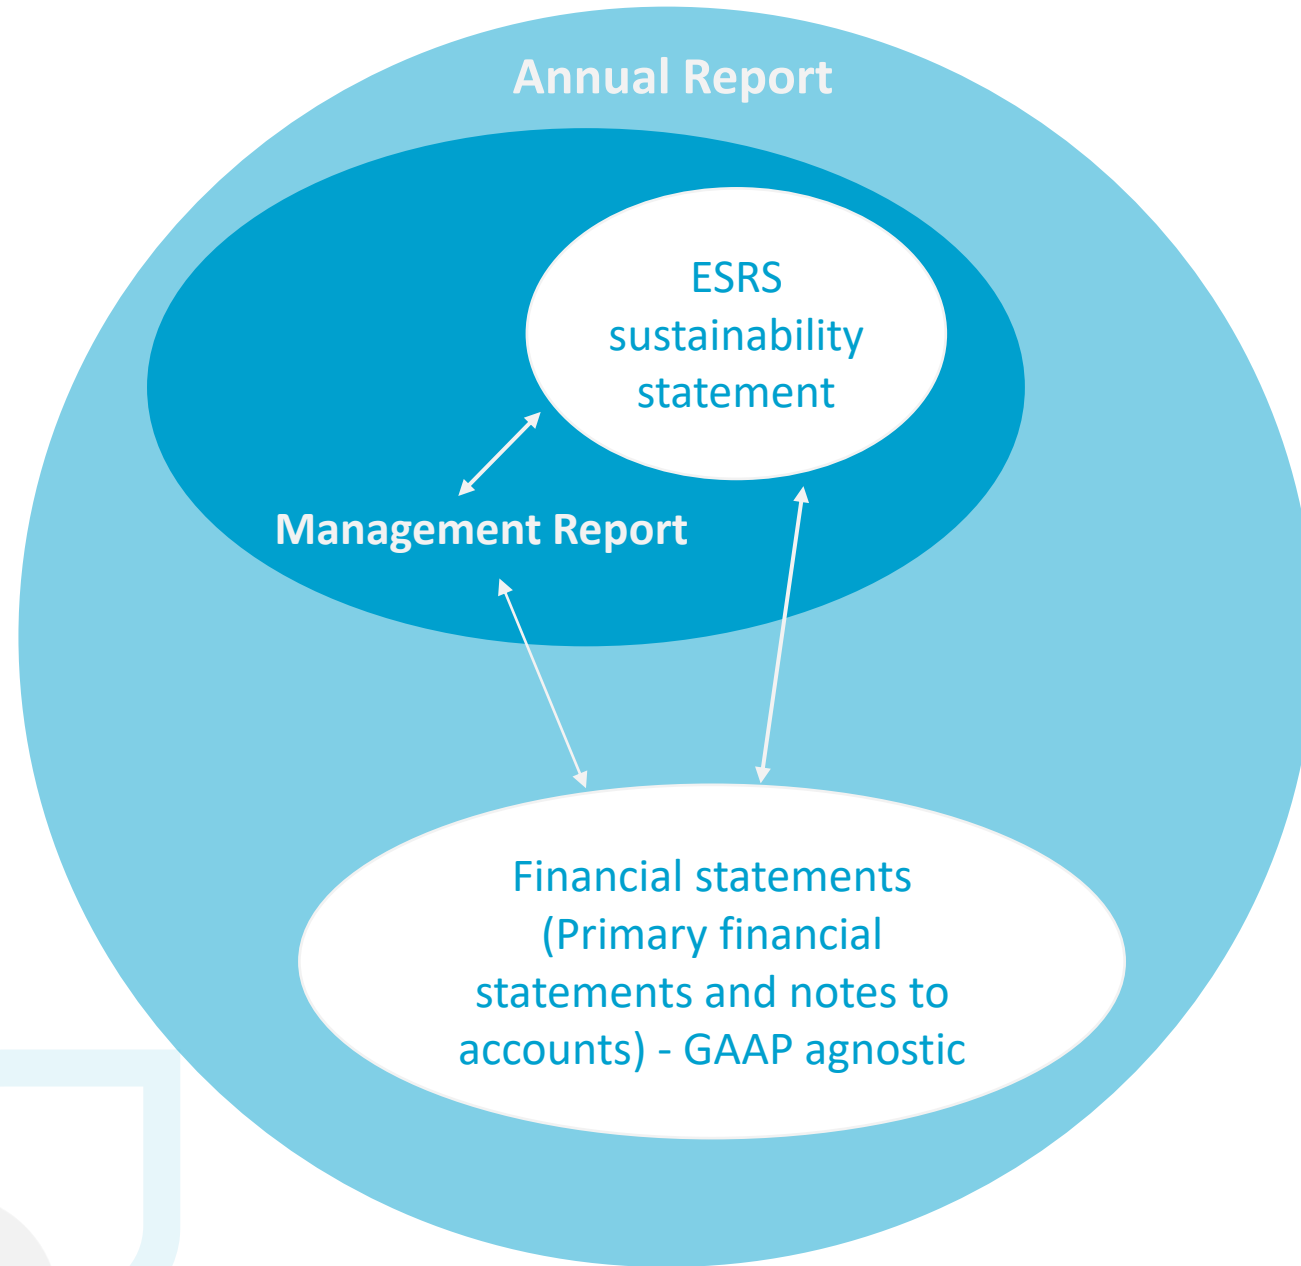 Annual Report
ESRS
sustainability
statement
Management Report
Financial statements
(Primary financial
statements and notes to
accounts) - GAAP agnostic